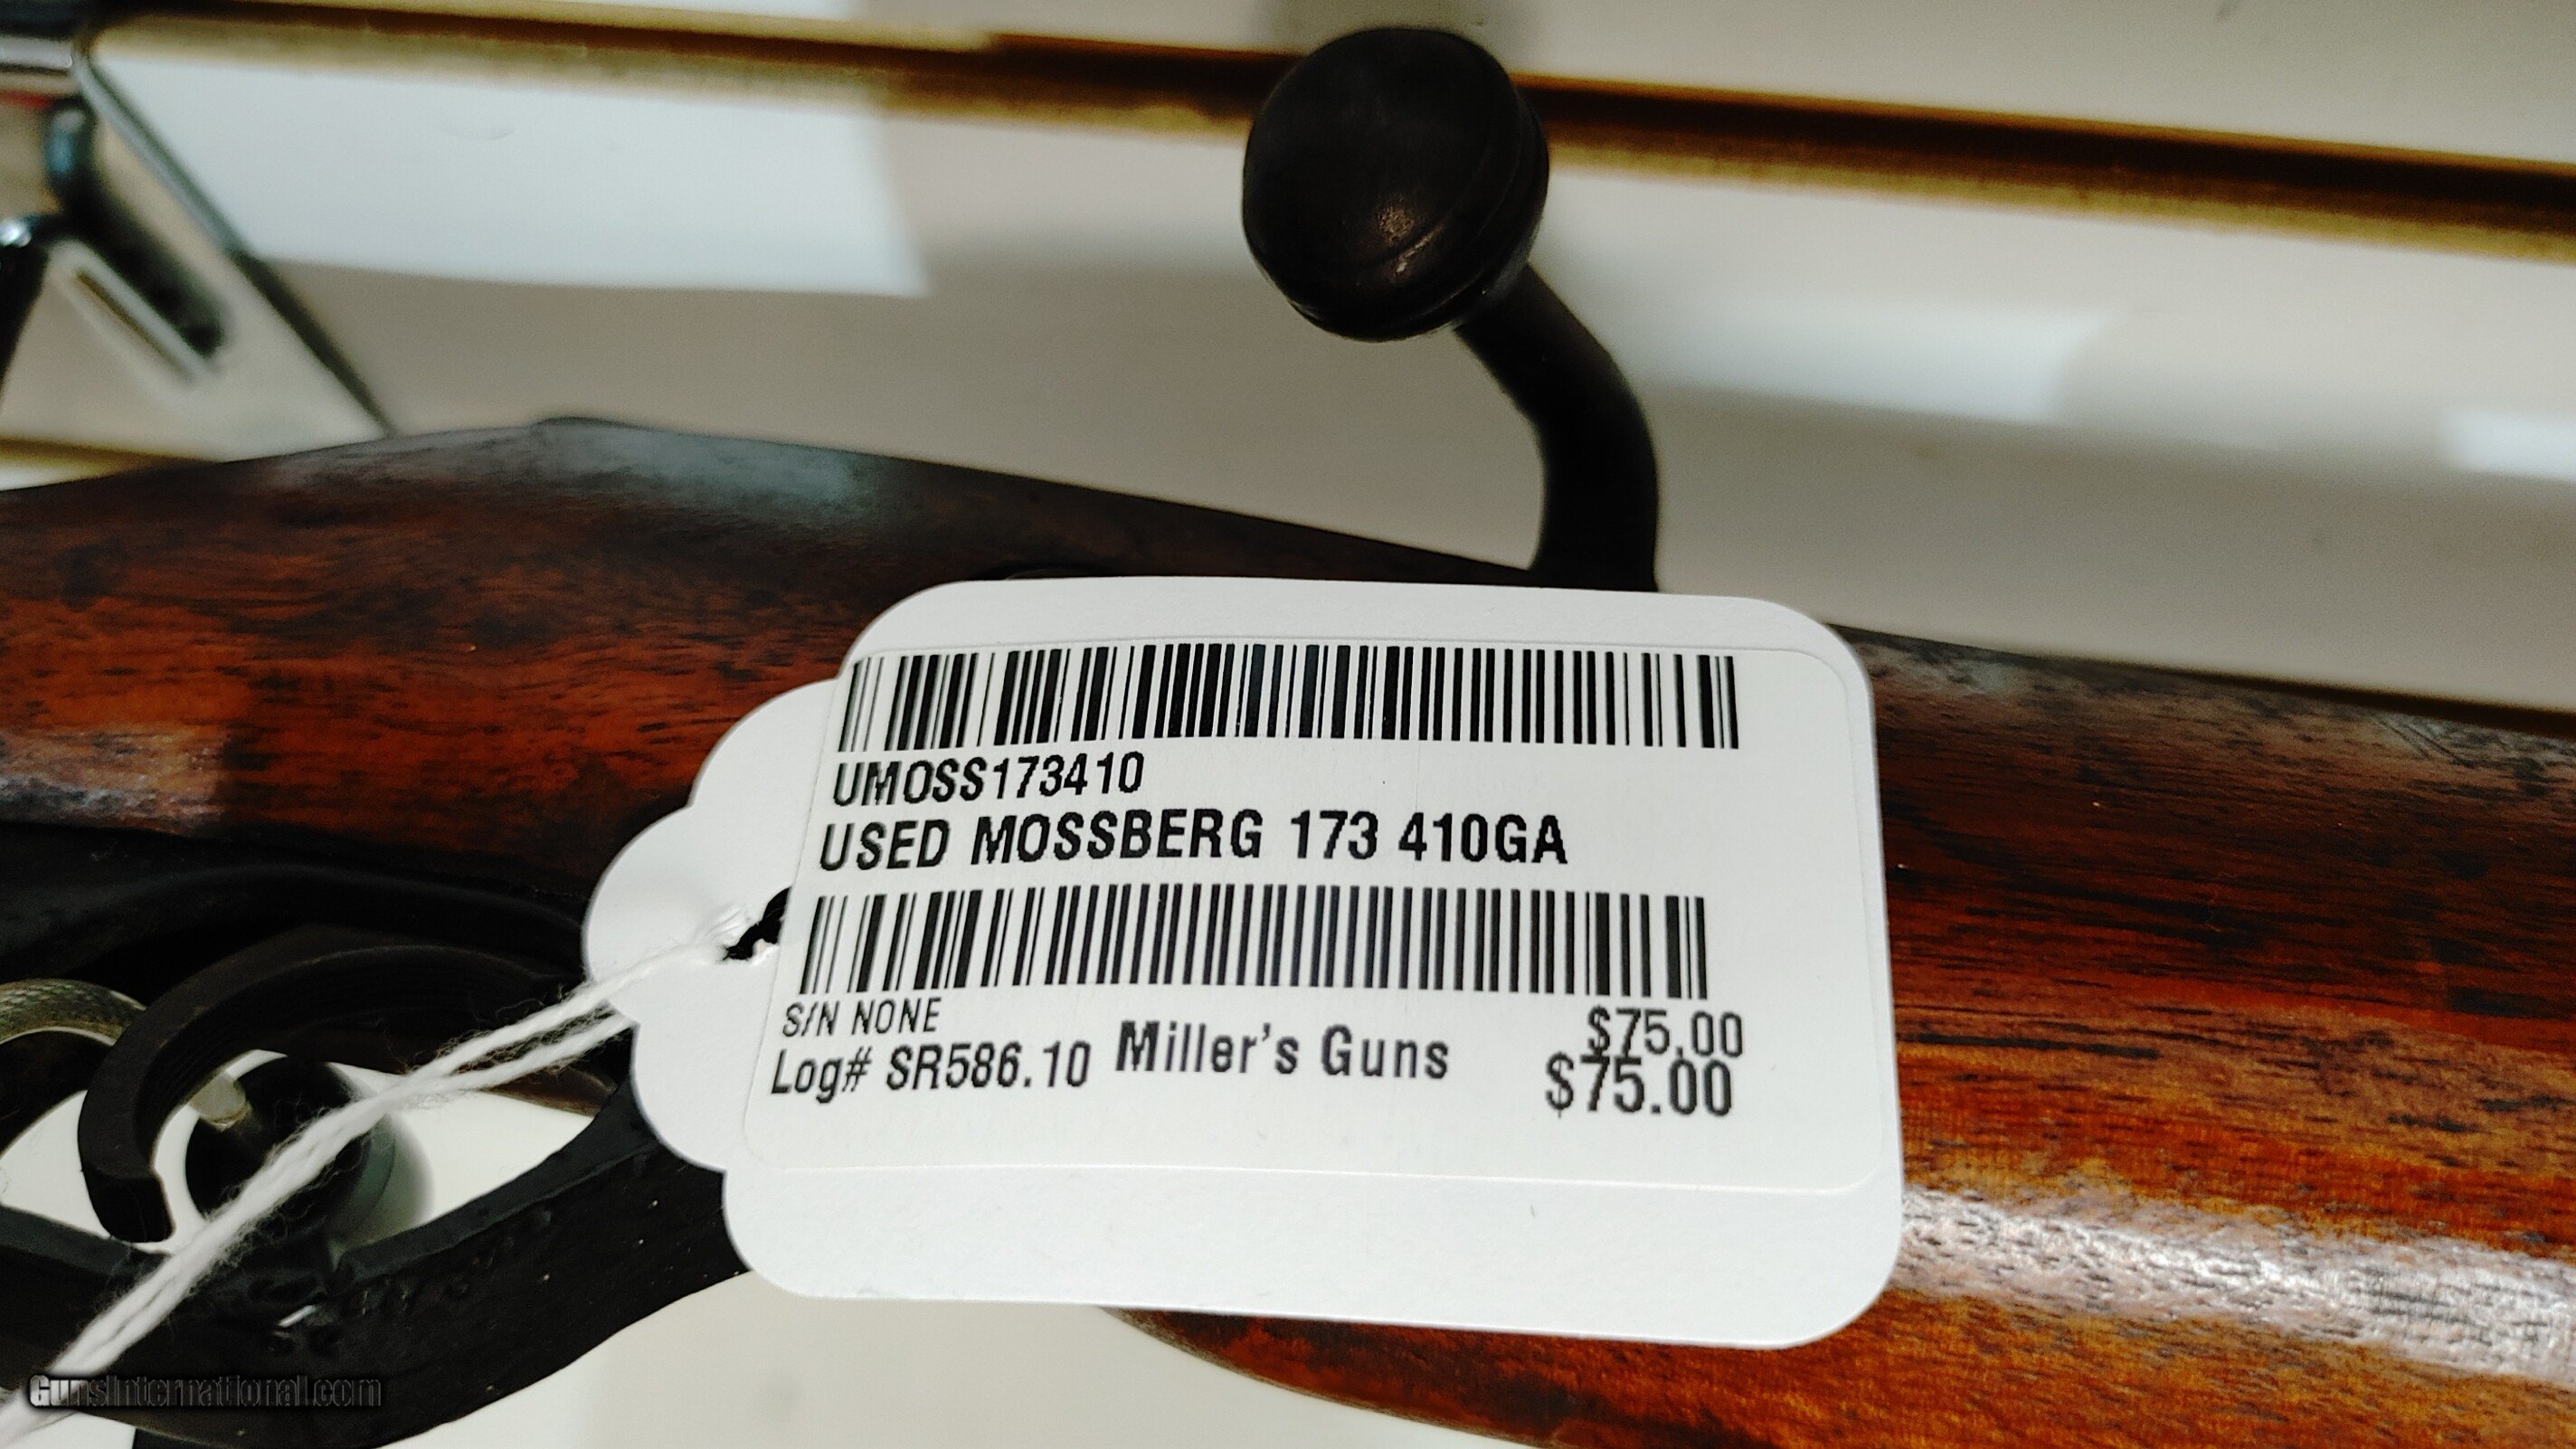 UMOSS173410
USED MOSSBERG 173 410GA
S/N NONE
$75.00
Log# SR586.10 Miller's Guns $75.00
GunsInternational.com